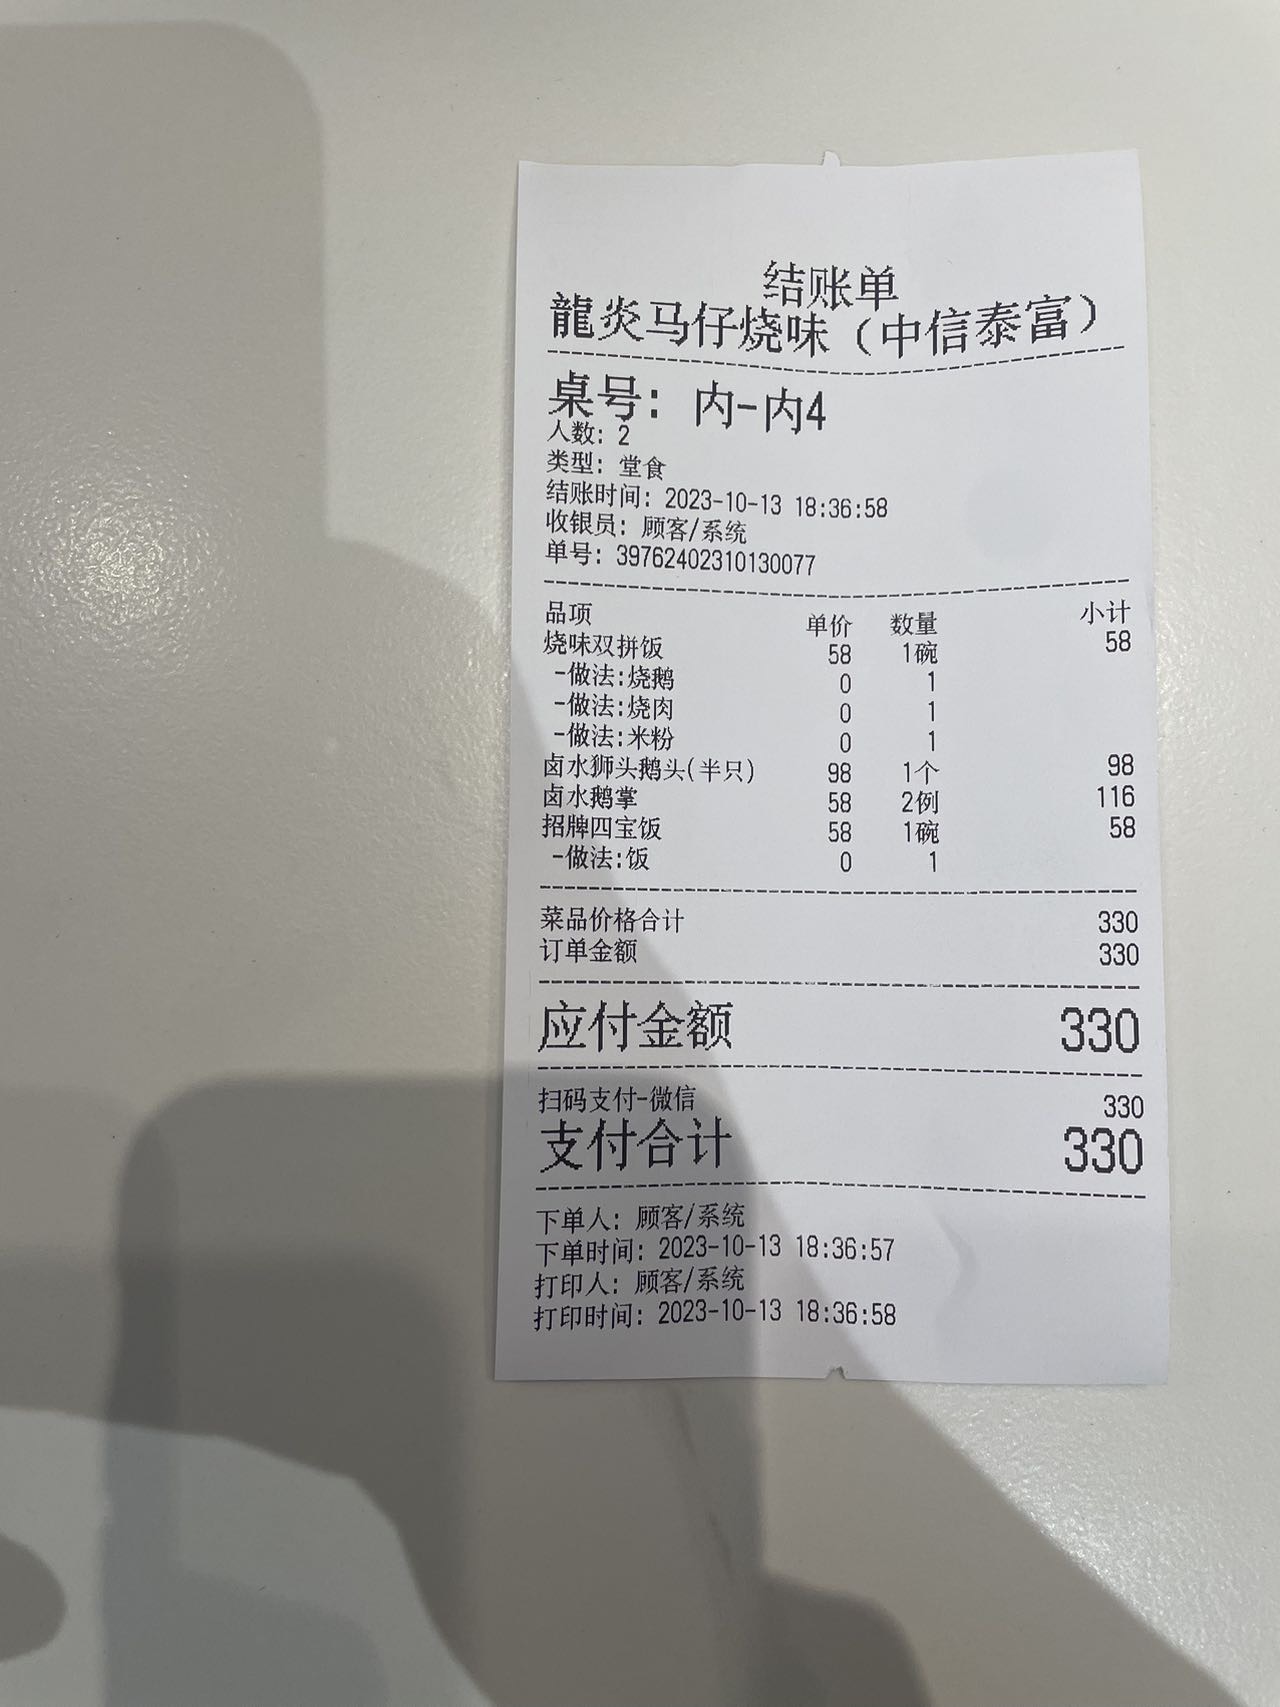 结账单
龍炎马仔烧味（中信泰富）
桌号：内-内4
人数：2
类型：堂食
结账时间：2023-10-13 18:36:58
收银员：顾客/系统
单号：39762402310130077
品项 单价 数量 小计
烧味双拼饭 58 1碗 58
-做法:烧鹅 0 1
-做法:烧肉 0 1
-做法:米粉 0 1
卤水狮头鹅头(半只) 98 1个 98
卤水鹅掌 58 2例 116
招牌四宝饭 58 1碗 58
-做法:饭 0 1
菜品价格合计 330
订单金额 330
应付金额 330
扫码支付-微信 330
支付合计 330
下单人：顾客/系统
下单时间：2023-10-13 18:36:57
打印人：顾客/系统
打印时间：2023-10-13 18:36:58